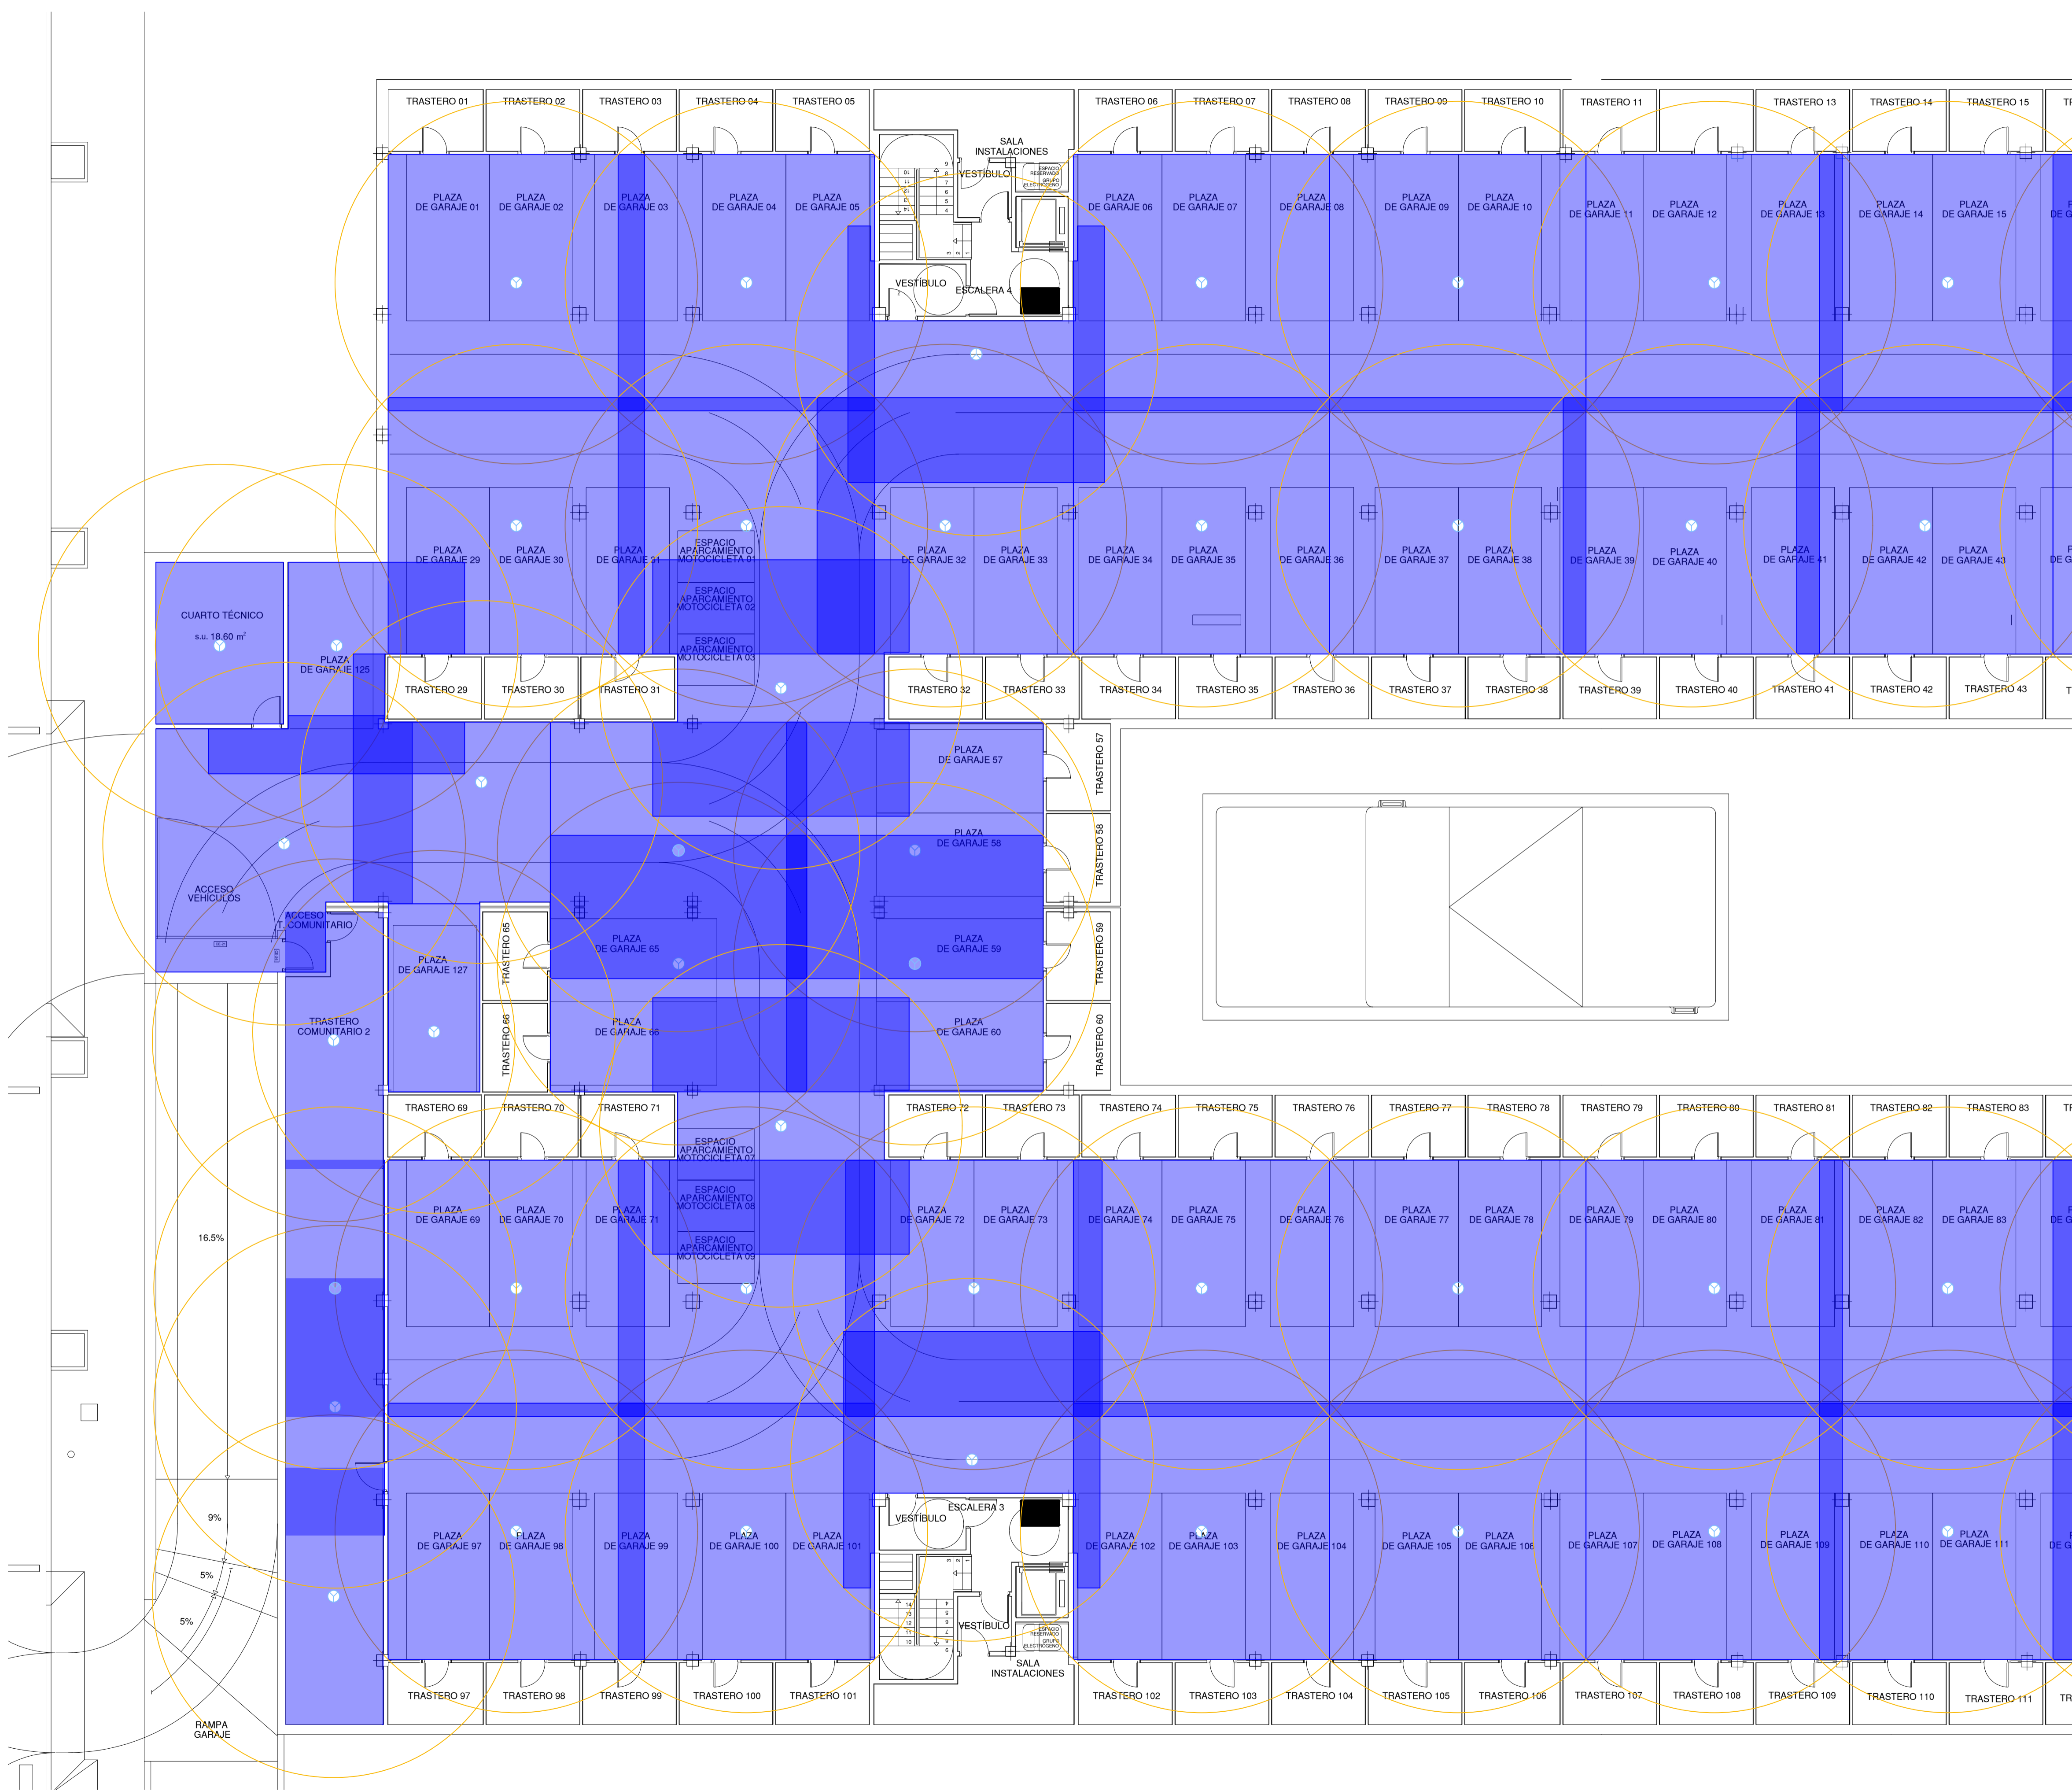 TRASTERO 01
TRASTERO 02
TRASTERO 03
TRASTERO 04
TRASTERO 05
TRASTERO 06
TRASTERO 07
TRASTERO 08
TRASTERO 09
TRASTERO 10
TRASTERO 11
TRASTERO 13
TRASTERO 14
TRASTERO 15
SALA
INSTALACIONES
VESTÍBULO
ESPACIO
RESERVADO
GRUPO
ELECTRÓGENO
PLAZA
DE GARAJE 01
PLAZA
DE GARAJE 02
PLAZA
DE GARAJE 03
PLAZA
DE GARAJE 04
PLAZA
DE GARAJE 05
PLAZA
DE GARAJE 06
PLAZA
DE GARAJE 07
PLAZA
DE GARAJE 08
PLAZA
DE GARAJE 09
PLAZA
DE GARAJE 10
PLAZA
DE GARAJE 11
PLAZA
DE GARAJE 12
PLAZA
DE GARAJE 13
PLAZA
DE GARAJE 14
PLAZA
DE GARAJE 15
VESTÍBULO
ESCALERA 4
PLAZA
DE GARAJE 29
PLAZA
DE GARAJE 30
PLAZA
DE GARAJE 31
ESPACIO
APARCAMIENTO
MOTOCICLETA 01
ESPACIO
APARCAMIENTO
MOTOCICLETA 02
ESPACIO
APARCAMIENTO
MOTOCICLETA 03
PLAZA
DE GARAJE 32
PLAZA
DE GARAJE 33
PLAZA
DE GARAJE 34
PLAZA
DE GARAJE 35
PLAZA
DE GARAJE 36
PLAZA
DE GARAJE 37
PLAZA
DE GARAJE 38
PLAZA
DE GARAJE 39
PLAZA
DE GARAJE 40
PLAZA
DE GARAJE 41
PLAZA
DE GARAJE 42
PLAZA
DE GARAJE 43
CUARTO TÉCNICO
s.u. 18.60 m²
PLAZA
DE GARAJE 125
TRASTERO 29
TRASTERO 30
TRASTERO 31
TRASTERO 32
TRASTERO 33
TRASTERO 34
TRASTERO 35
TRASTERO 36
TRASTERO 37
TRASTERO 38
TRASTERO 39
TRASTERO 40
TRASTERO 41
TRASTERO 42
TRASTERO 43
PLAZA
DE GARAJE 57
TRASTERO 57
PLAZA
DE GARAJE 58
TRASTERO 58
ACCESO
VEHÍCULOS
ACCESO
T. COMUNITARIO
PLAZA
DE GARAJE 127
TRASTERO 65
PLAZA
DE GARAJE 65
PLAZA
DE GARAJE 59
TRASTERO 59
TRASTERO
COMUNITARIO 2
TRASTERO 66
PLAZA
DE GARAJE 66
PLAZA
DE GARAJE 60
TRASTERO 60
TRASTERO 69
TRASTERO 70
TRASTERO 71
TRASTERO 72
TRASTERO 73
TRASTERO 74
TRASTERO 75
TRASTERO 76
TRASTERO 77
TRASTERO 78
TRASTERO 79
TRASTERO 80
TRASTERO 81
TRASTERO 82
TRASTERO 83
ESPACIO
APARCAMIENTO
MOTOCICLETA 07
ESPACIO
APARCAMIENTO
MOTOCICLETA 08
ESPACIO
APARCAMIENTO
MOTOCICLETA 09
PLAZA
DE GARAJE 69
PLAZA
DE GARAJE 70
PLAZA
DE GARAJE 71
PLAZA
DE GARAJE 72
PLAZA
DE GARAJE 73
PLAZA
DE GARAJE 74
PLAZA
DE GARAJE 75
PLAZA
DE GARAJE 76
PLAZA
DE GARAJE 77
PLAZA
DE GARAJE 78
PLAZA
DE GARAJE 79
PLAZA
DE GARAJE 80
PLAZA
DE GARAJE 81
PLAZA
DE GARAJE 82
PLAZA
DE GARAJE 83
16.5%
9%
5%
5%
ESCALERA 3
VESTÍBULO
PLAZA
DE GARAJE 97
PLAZA
DE GARAJE 98
PLAZA
DE GARAJE 99
PLAZA
DE GARAJE 100
PLAZA
DE GARAJE 101
PLAZA
DE GARAJE 102
PLAZA
DE GARAJE 103
PLAZA
DE GARAJE 104
PLAZA
DE GARAJE 105
PLAZA
DE GARAJE 106
PLAZA
DE GARAJE 107
PLAZA
DE GARAJE 108
PLAZA
DE GARAJE 109
PLAZA
DE GARAJE 110
PLAZA
DE GARAJE 111
VESTÍBULO
ESPACIO
RESERVADO
GRUPO
ELECTRÓGENO
SALA
INSTALACIONES
TRASTERO 97
TRASTERO 98
TRASTERO 99
TRASTERO 100
TRASTERO 101
TRASTERO 102
TRASTERO 103
TRASTERO 104
TRASTERO 105
TRASTERO 106
TRASTERO 107
TRASTERO 108
TRASTERO 109
TRASTERO 110
TRASTERO 111
RAMPA
GARAJE